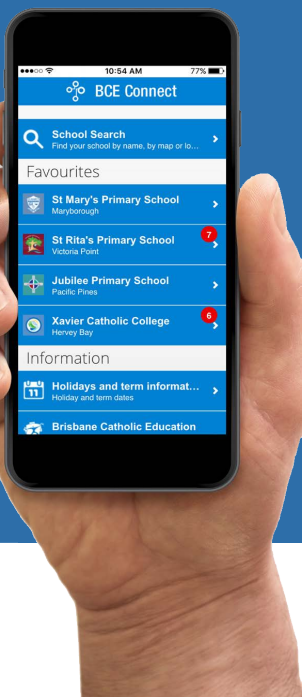 10:54 AM
77%
BCE Connect
School Search
Find your school by name, by map or lo...
Favourites
St Mary's Primary School
Maryborough
7
St Rita's Primary School
Victoria Point
Jubilee Primary School
Pacific Pines
6
Xavier Catholic College
Hervey Bay
Information
11
Holidays and term informat...
Holiday and term dates
Brisbane Catholic Education